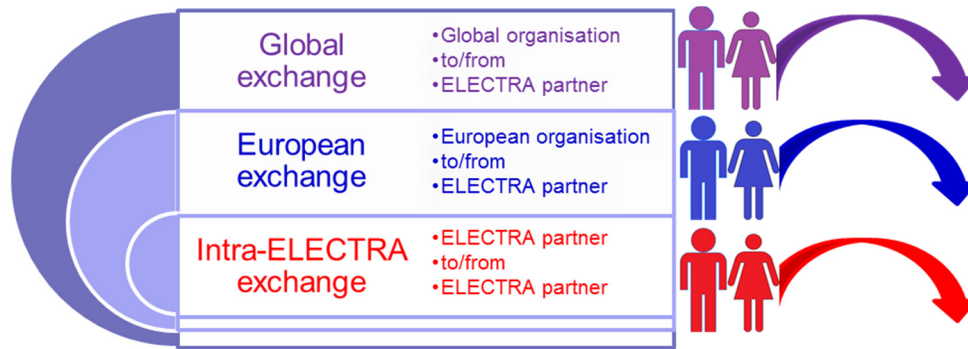 Global
exchange
•Global organisation
•to/from
•ELECTRA partner
European
exchange
•European organisation
•to/from
•ELECTRA partner
Intra-ELECTRA
exchange
•ELECTRA partner
•to/from
•ELECTRA partner